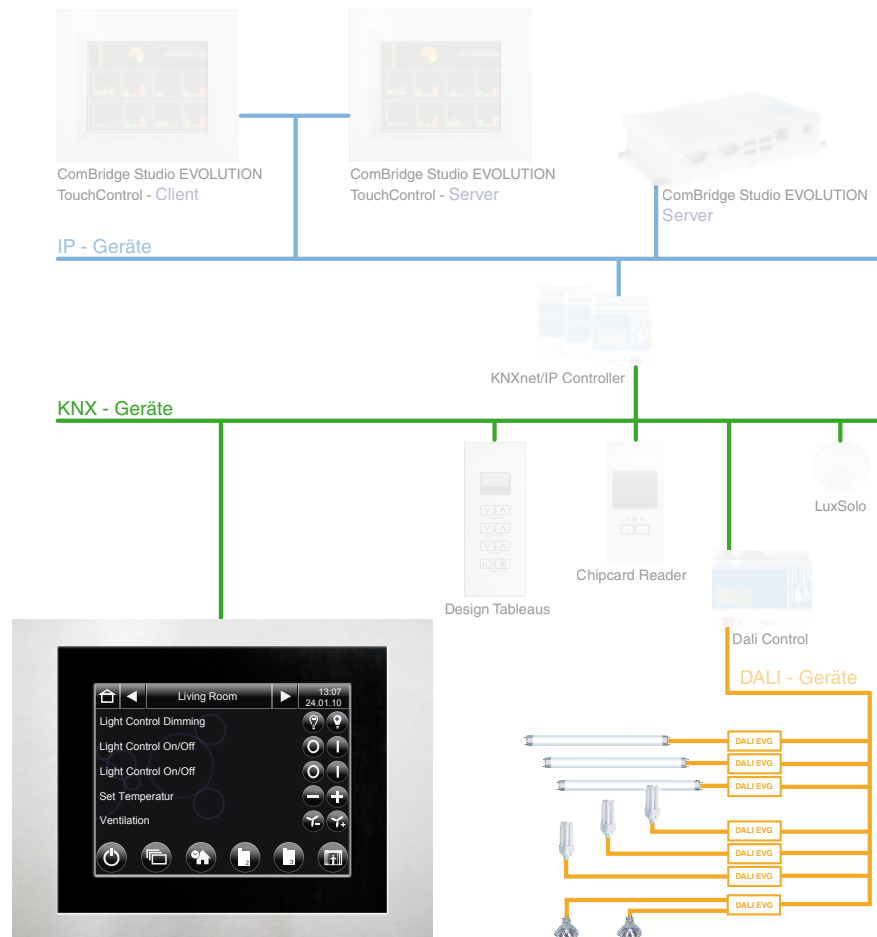 ComBridge Studio EVOLUTION
TouchControl - Client
ComBridge Studio EVOLUTION
TouchControl - Server
ComBridge Studio EVOLUTION
Server
IP - Geräte
KNXnet/IP Controller
KNX - Geräte
LuxSolo
Chipcard Reader
Design Tableaus
Dali Control
DALI - Geräte
Living Room
13:07
24.01.10
Light Control Dimming
Light Control On/Off
Light Control On/Off
Set Temperatur
Ventilation
2
3
DALI EVG
DALI EVG
DALI EVG
DALI EVG
DALI EVG
DALI EVG
DALI EVG